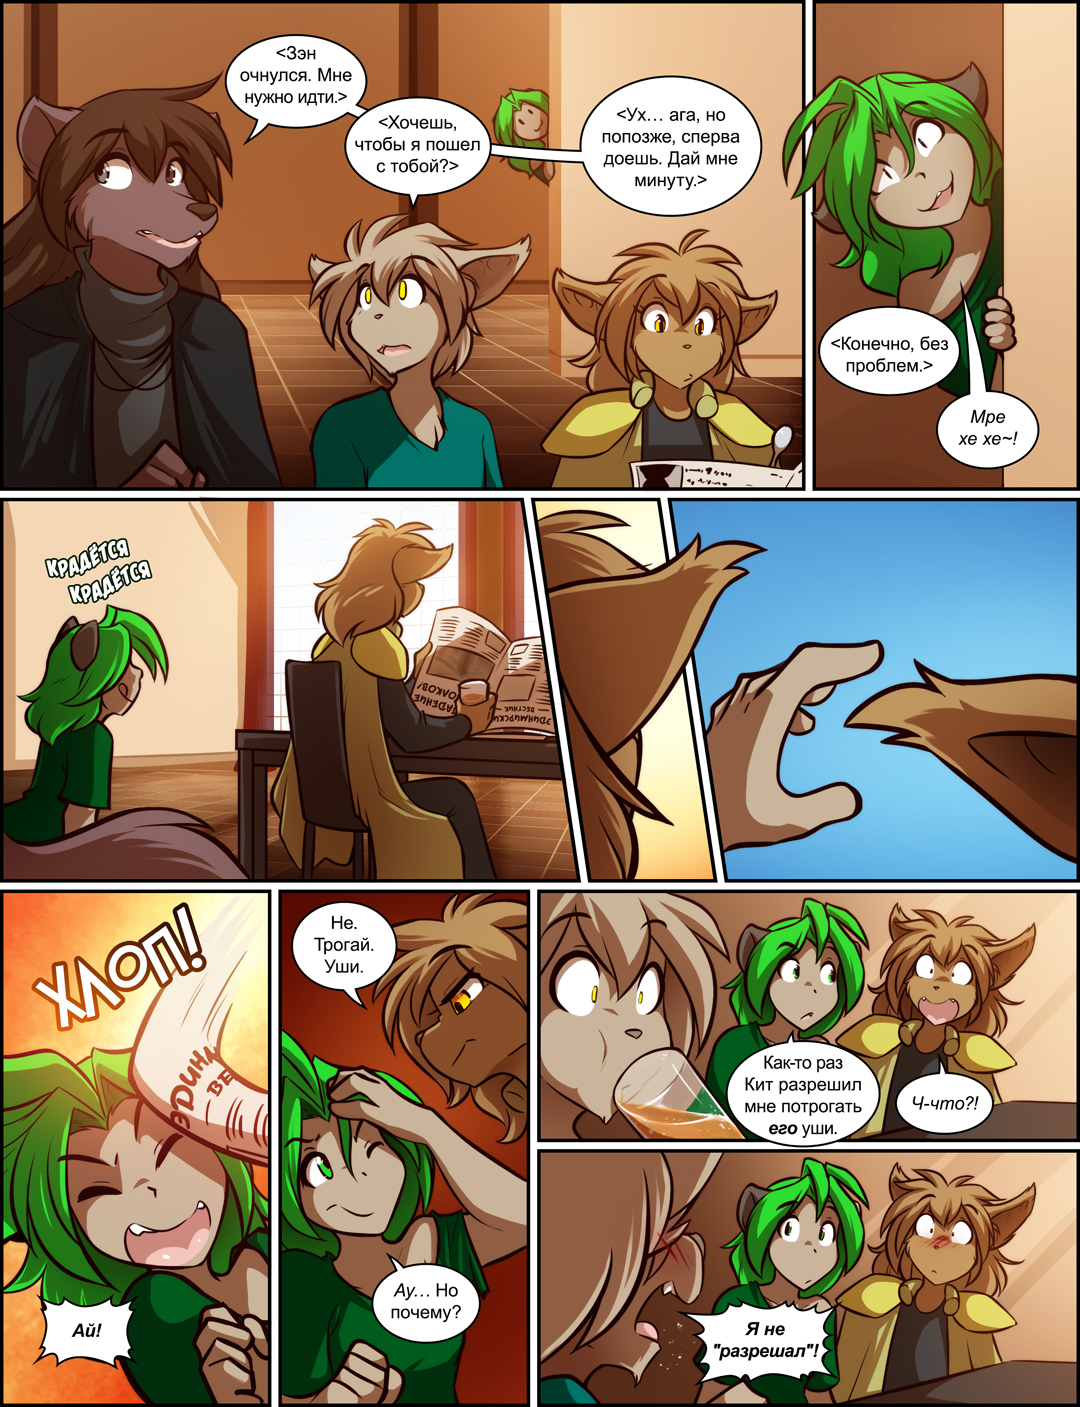 <Зэн
очнулся. Мне
нужно идти.>
<Хочешь,
чтобы я пошел
с тобой?>
<Ух... ага, но
попозже, сперва
доешь. Дай мне
минуту.>
<Конечно, без
проблем.>
Мре
хе хе~!
КРАДЁТСЯ
КРАДЁТСЯ
ВЕСТНИК
ХЛОП!
Ай!
Не.
Трогай.
Уши.
Ау... Но
почему?
Как-то раз
Кит разрешил
мне потрогать
его уши.
Ч-что?!
Я не
"разрешал"!